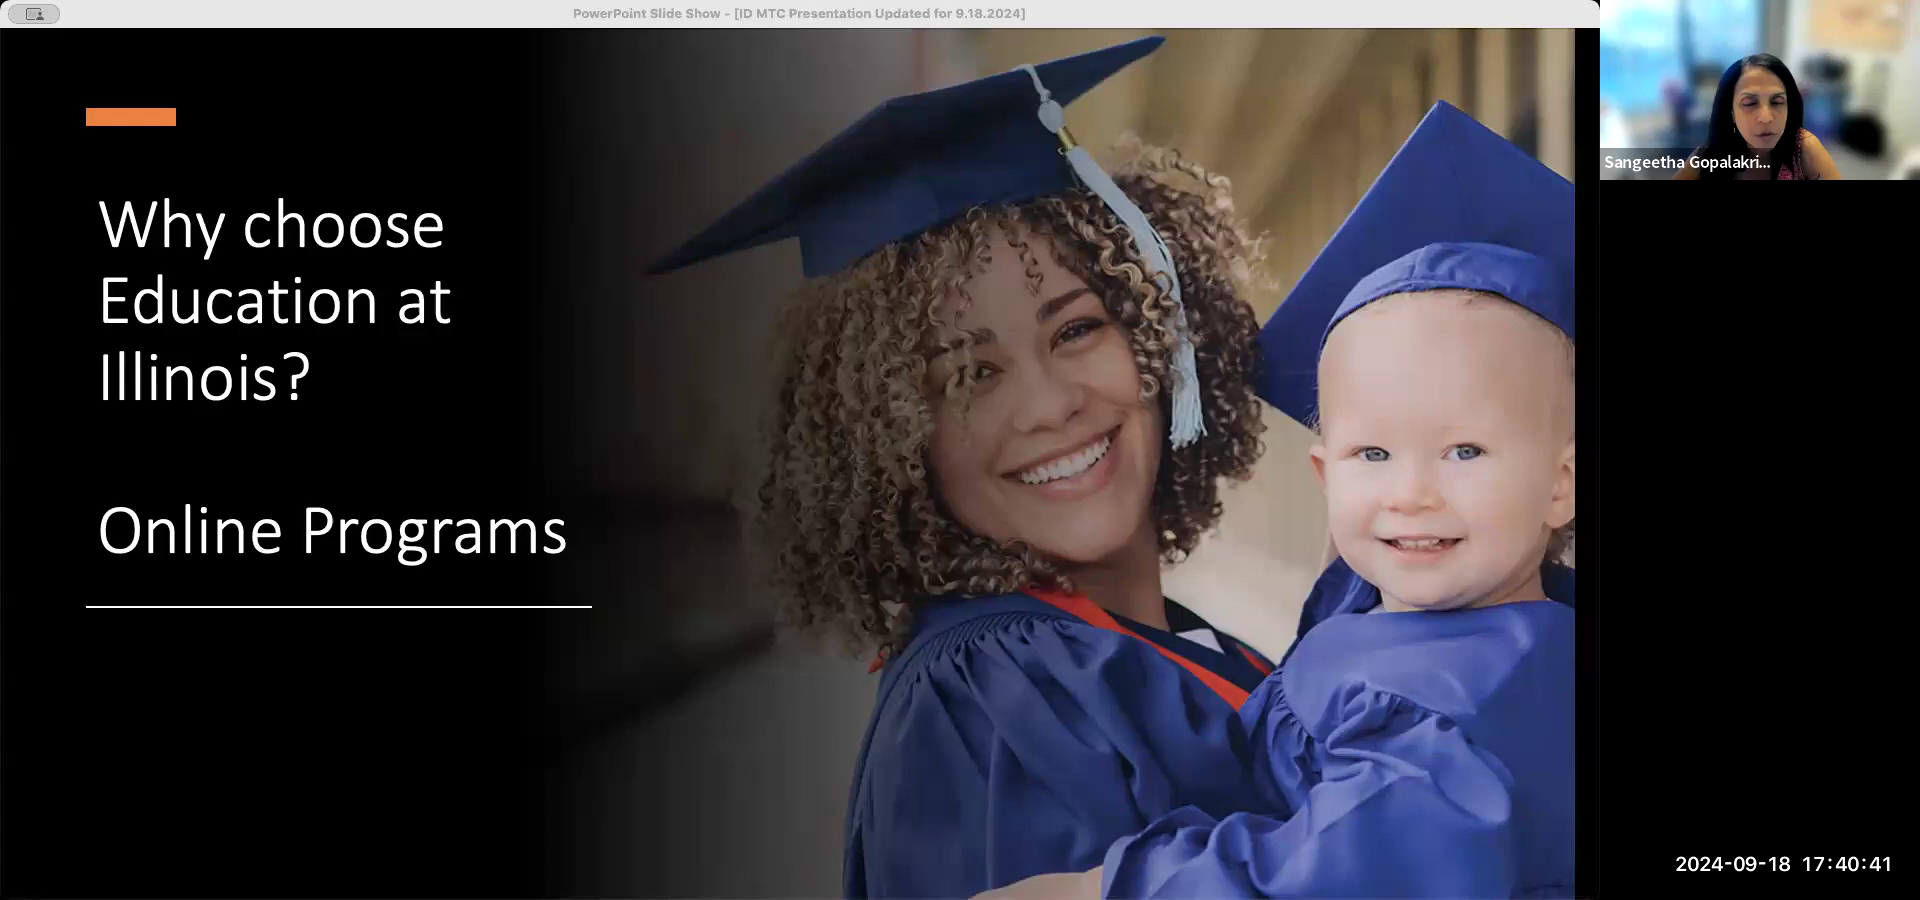 PowerPoint Slide Show - [ID MTC Presentation Updated for 9.18.2024]
Why choose
Education at
Illinois?
Online Programs
Sangeetha Gopalakri...
2024-09-18 17:40:41